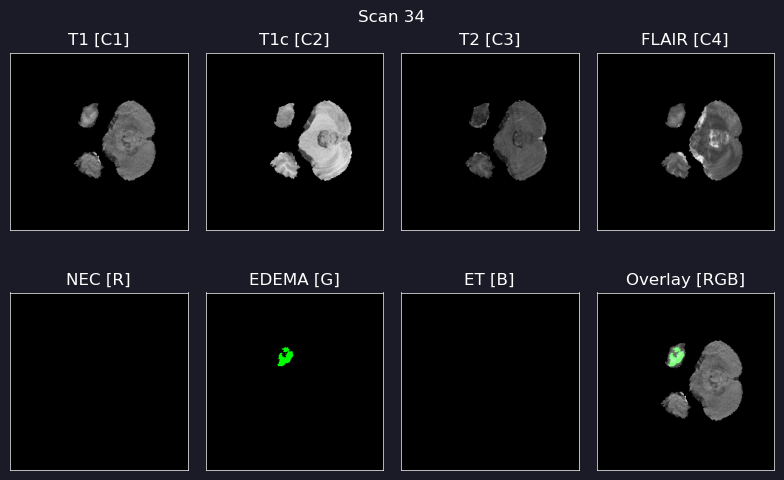 Scan 34
T1 [C1]
T1c [C2]
T2 [C3]
FLAIR [C4]
NEC [R]
EDEMA [G]
ET [B]
Overlay [RGB]